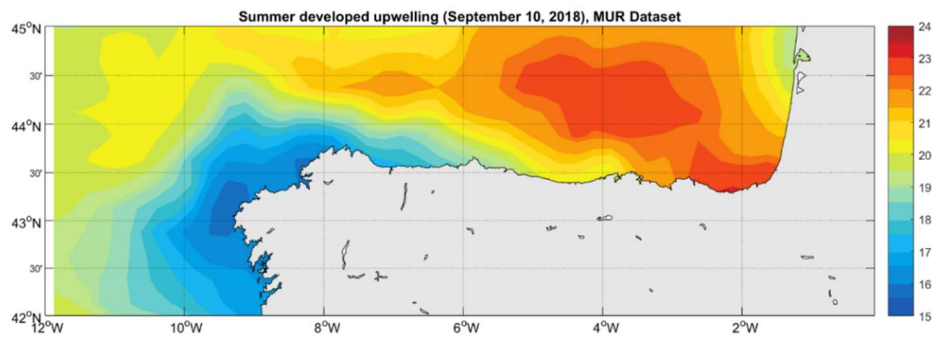 Summer developed upwelling (September 10, 2018), MUR Dataset
45°N
30'
44°N
30'
43°N
30'
42°N
12°W 10°W 8°W 6°W 4°W 2°W
24
23
22
21
20
19
18
17
16
15